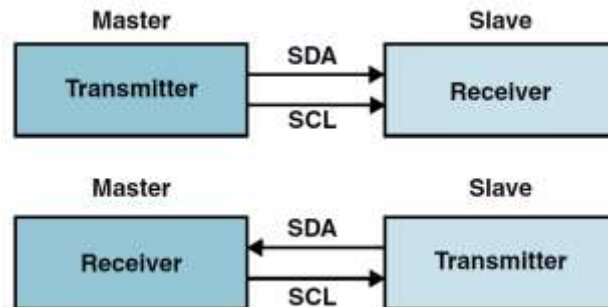 Master Slave
Transmitter SDA Receiver
SCL
Master Slave
Receiver SDA Transmitter
SCL